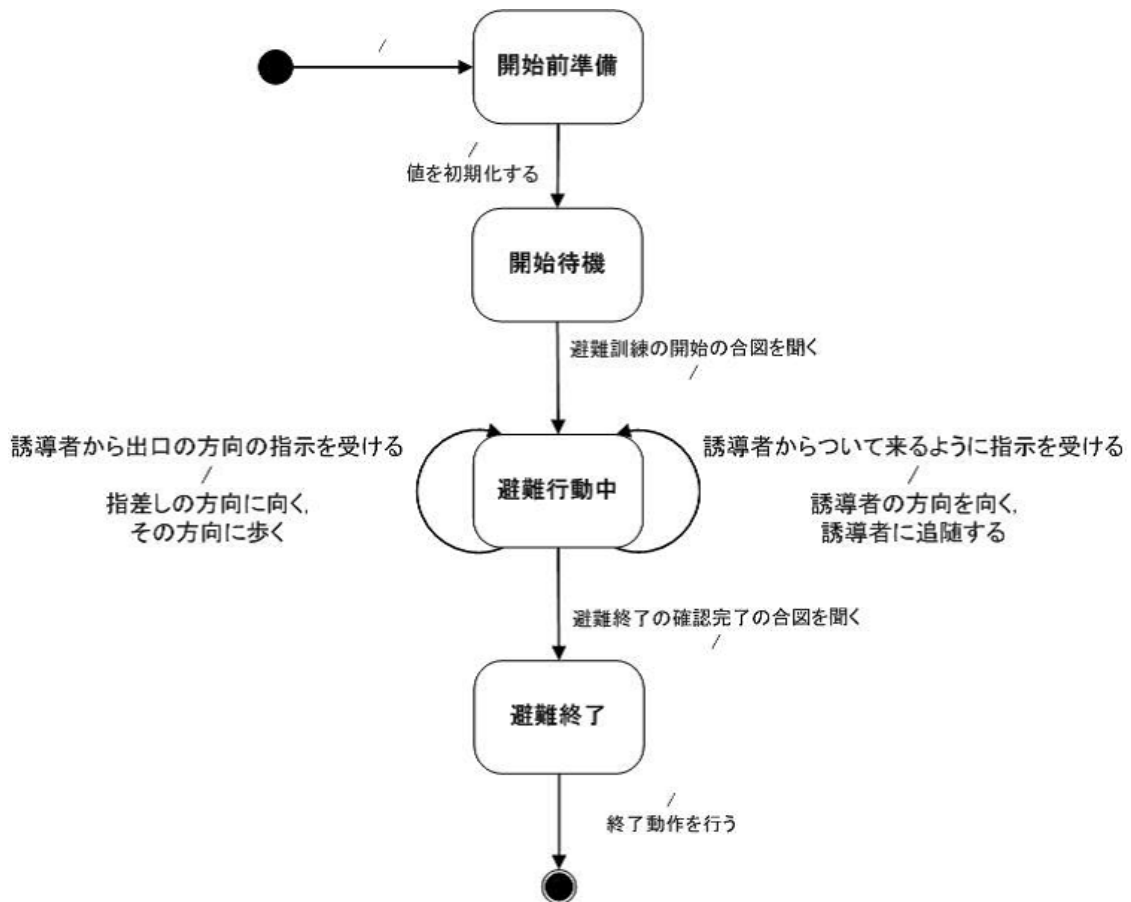 /
開始前準備
/
値を初期化する
開始待機
避難訓練の開始の合図を聞く
/
誘導者から出口の方向の指示を受ける
/
指差しの方向に向く,
その方向に歩く
避難行動中
誘導者からついて来るように指示を受ける
/
誘導者の方向を向く,
誘導者に追随する
避難終了の確認完了の合図を聞く
/
避難終了
/
終了動作を行う